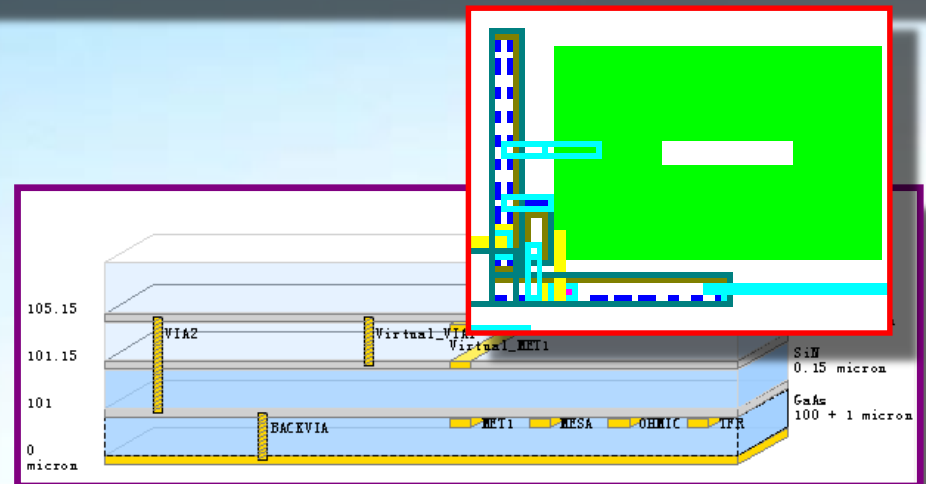 105.15
VIA2
Virtual_VIA
Virtual_MET1
101.15
SiN
0.15 micron
101
GaAs
100 + 1 micron
MET1
MESA
OHMIC
TFR
BACKVIA
0
micron